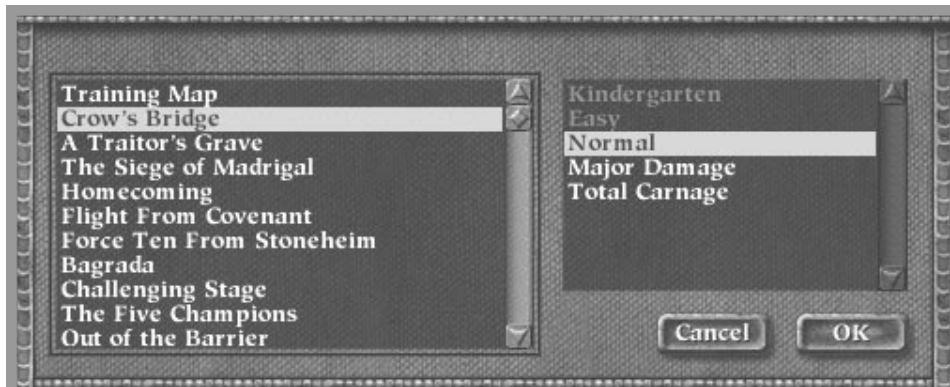 Training Map
Crow's Bridge
A Traitor's Grave
The Siege of Madrigal
Homecoming
Flight From Covenant
Force Ten From Stoneheim
Bagrada
Challenging Stage
The Five Champions
Out of the Barrier
Kindergarten
Easy
Normal
Major Damage
Total Carnage
Cancel
OK